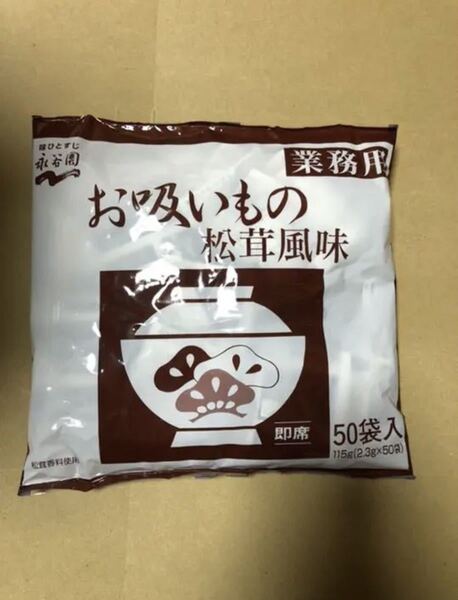 味ひとすじ
永谷園
業務用
お吸いもの
松茸風味
即席
50袋入
115g(2.3g×50袋)
松茸香料使用